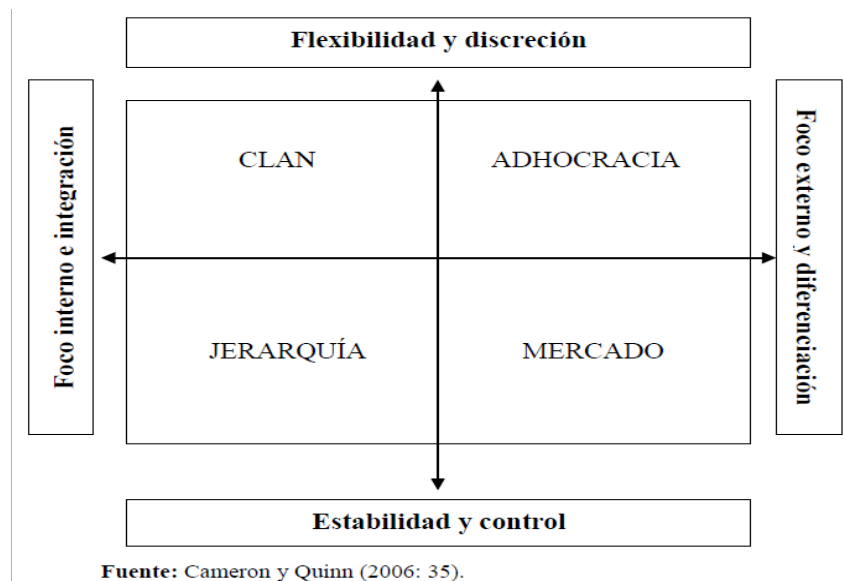 Flexibilidad y discreción
Foco interno e integración
CLAN
ADHOCRACIA
JERARQUÍA
MERCADO
Foco externo y diferenciación
Estabilidad y control
Fuente: Cameron y Quinn (2006: 35).